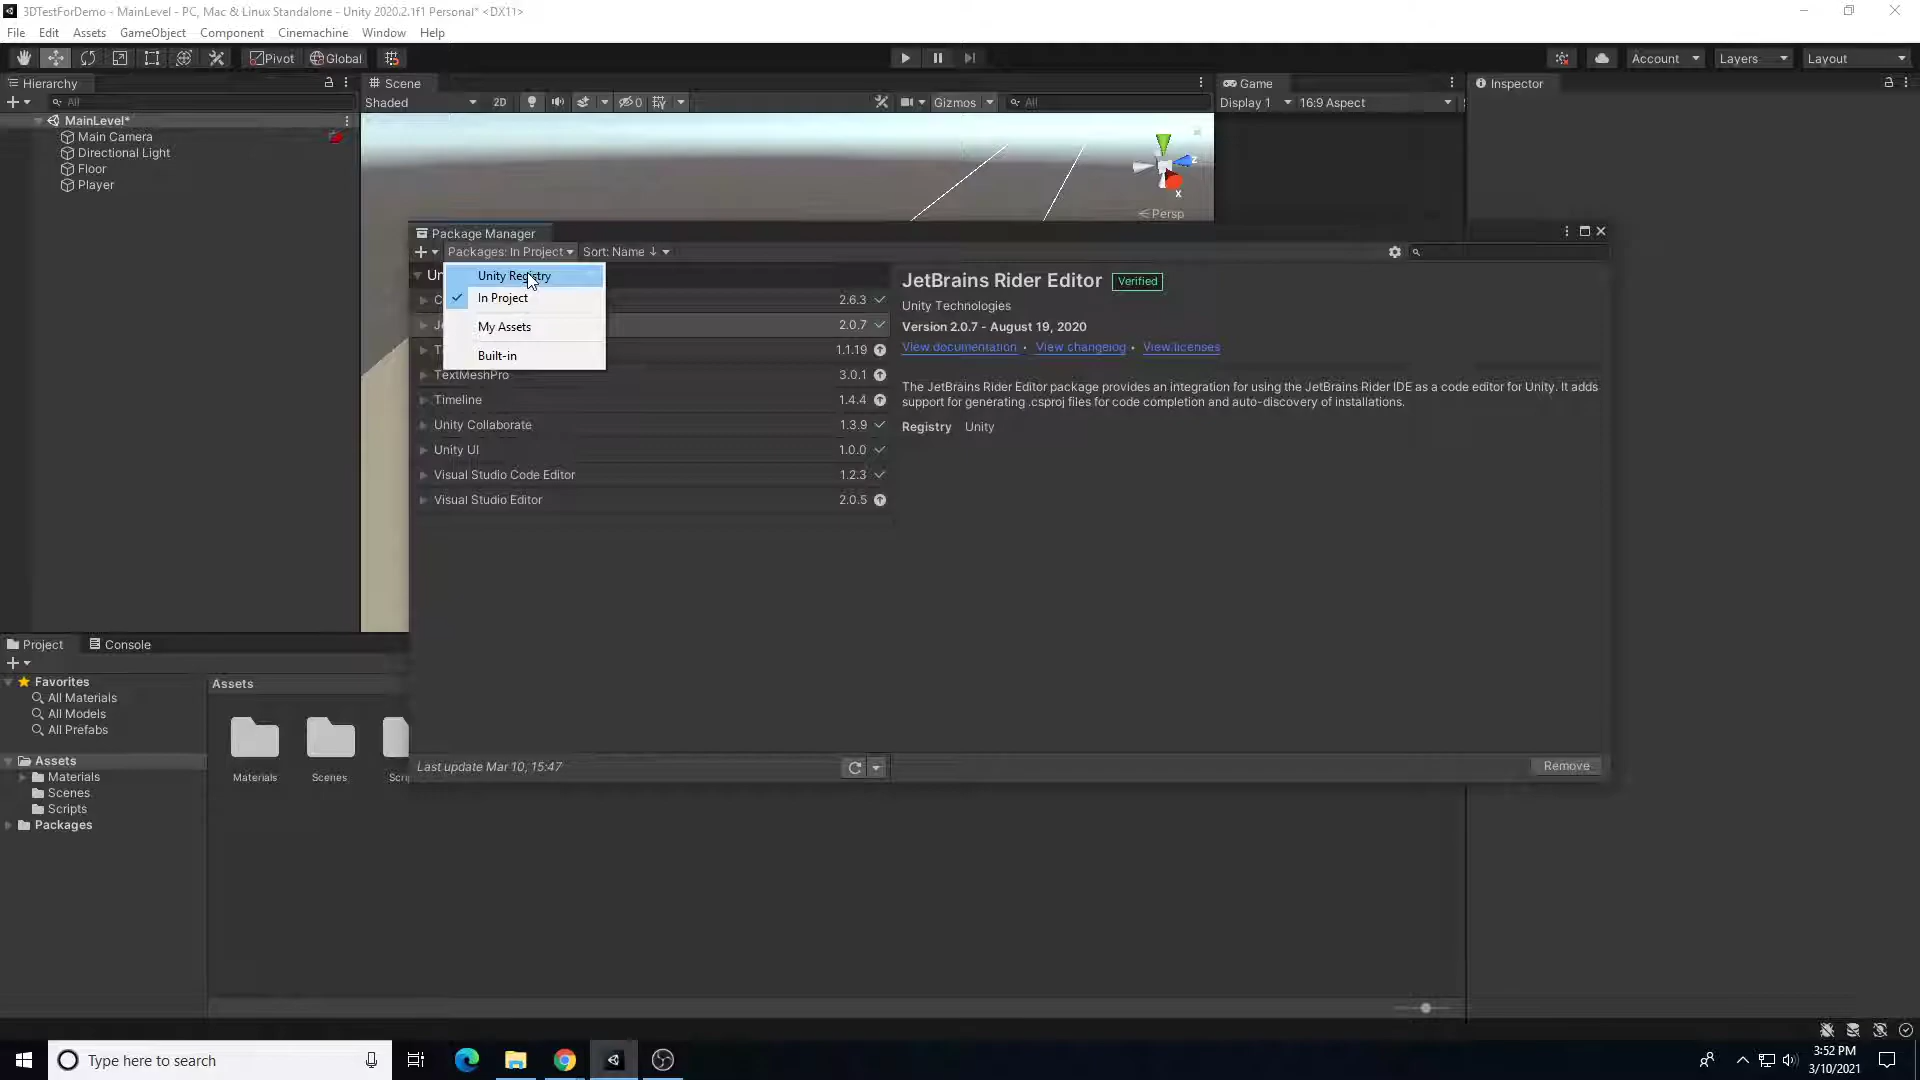 3DTestForDemo - MainLevel - PC, Mac & Linux Standalone - Unity 2020.2.1f1 Personal* <DX11>
File Edit Assets GameObject Component Cinemachine Window Help
Pivot Global Account Layers Layout
Hierarchy Scene Game Inspector
All Shaded 2D 0 Gizmos All Display 1 16:9 Aspect
MainLevel*
Main Camera
Directional Light
Floor
Player
z
x
Persp
Package Manager
Packages: In Project Sort: Name ↓
Unity Registry
In Project
My Assets
Built-in
Un
C 2.6.3
Je 2.0.7
T 1.1.19
TextMeshPro 3.0.1
Timeline 1.4.4
Unity Collaborate 1.3.9
Unity UI 1.0.0
Visual Studio Code Editor 1.2.3
Visual Studio Editor 2.0.5
JetBrains Rider Editor Verified
Unity Technologies
Version 2.0.7 - August 19, 2020
View documentation • View changelog • View licenses
The JetBrains Rider Editor package provides an integration for using the JetBrains Rider IDE as a code editor for Unity. It adds
support for generating .csproj files for code completion and auto-discovery of installations.
Registry Unity
Last update Mar 10, 15:47
Remove
Project Console
Favorites
All Materials
All Models
All Prefabs
Assets
Materials
Scenes
Scripts
Packages
Assets
Materials Scenes Scri
Type here to search
3:52 PM
3/10/2021